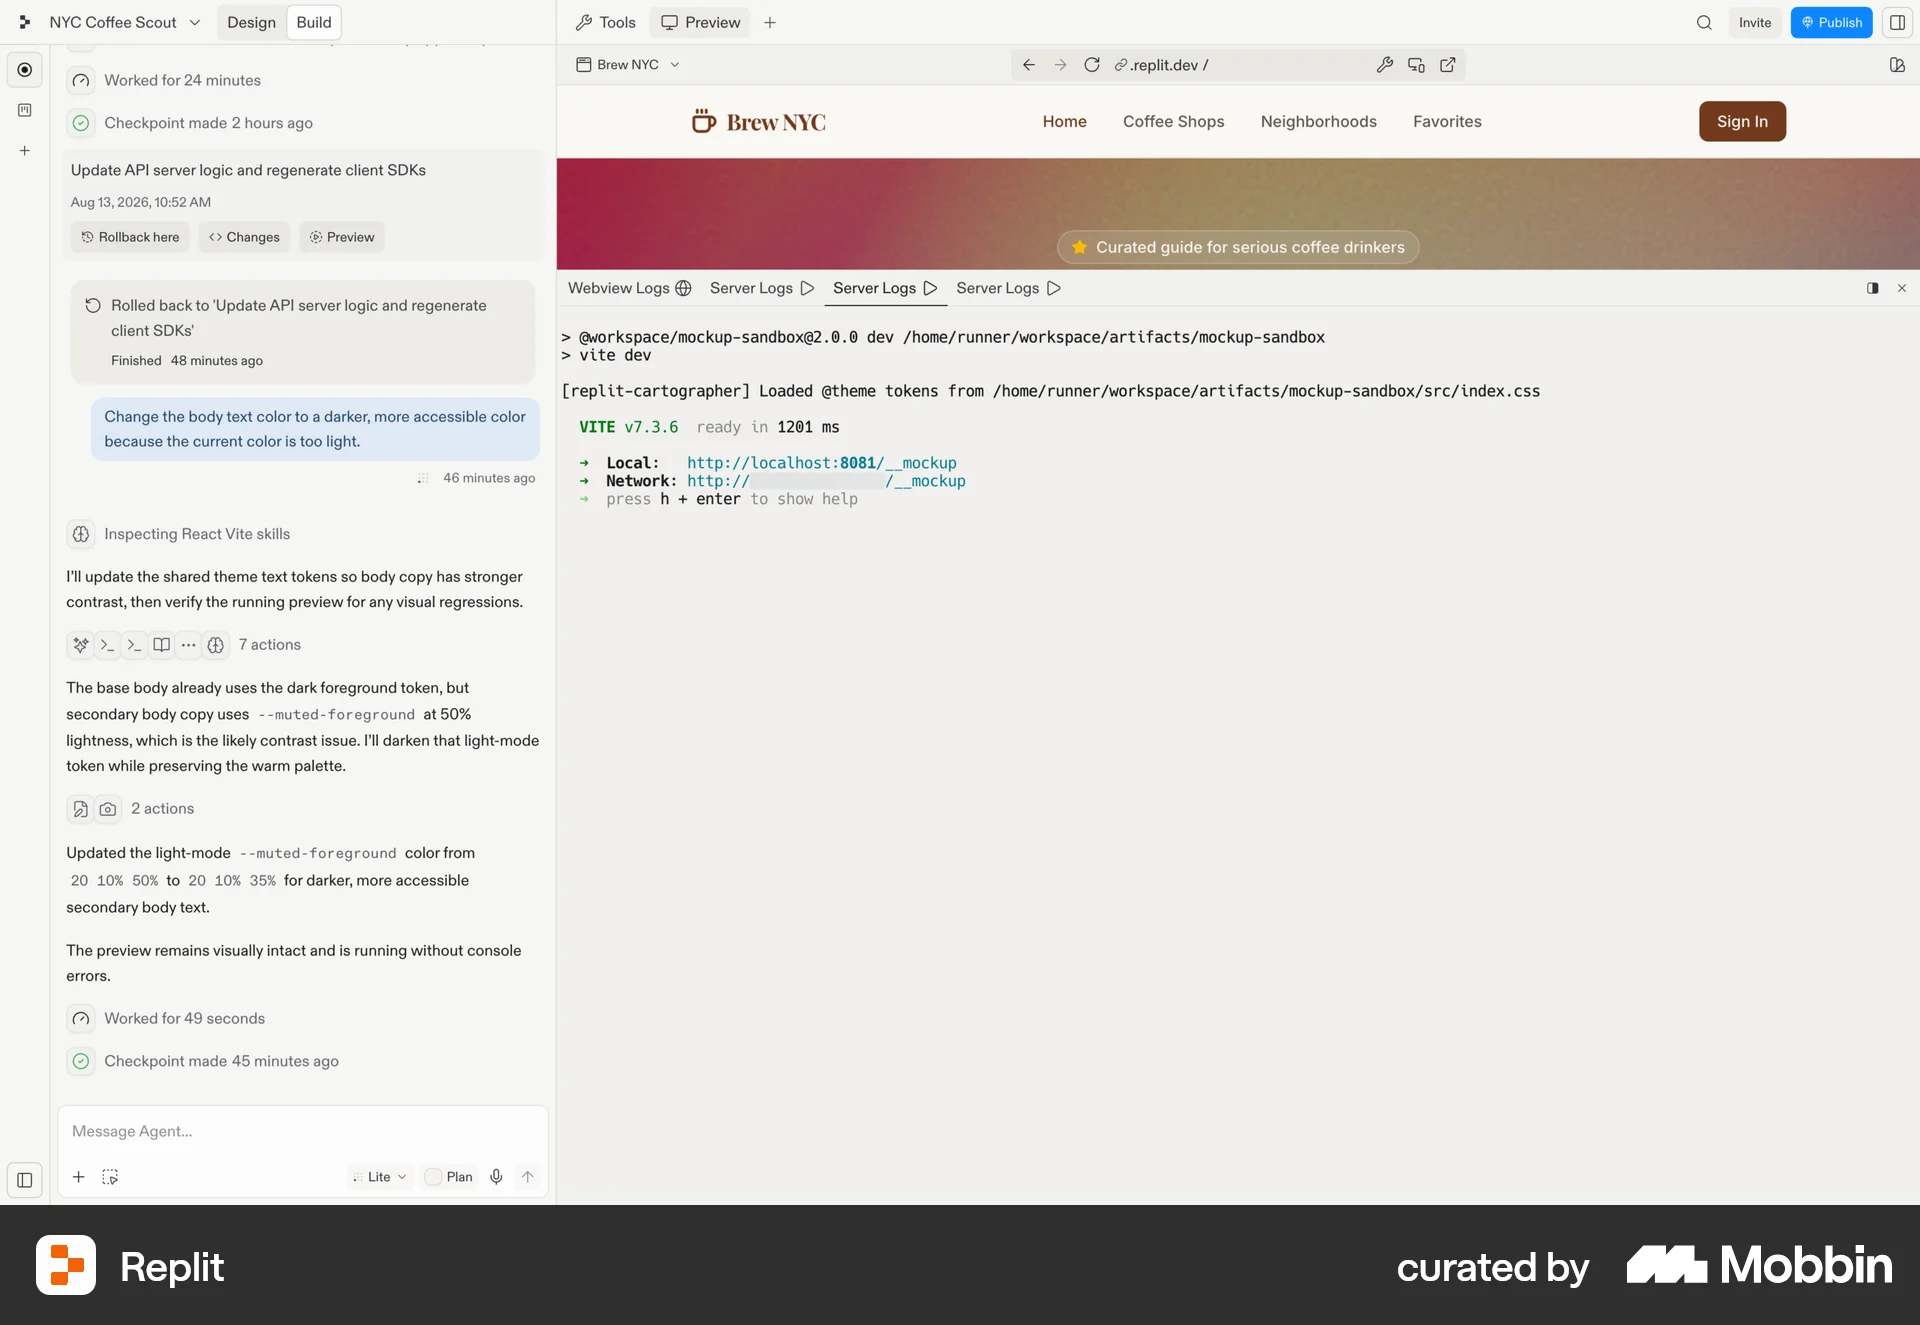 NYC Coffee Scout
Design
Build
Tools
Preview
Invite
Publish
Worked for 24 minutes
Checkpoint made 2 hours ago
Update API server logic and regenerate client SDKs
Aug 13, 2026, 10:52 AM
Rollback here
Changes
Preview
Rolled back to 'Update API server logic and regenerate
client SDKs'
Finished 48 minutes ago
Change the body text color to a darker, more accessible color
because the current color is too light.
46 minutes ago
Inspecting React Vite skills
I'll update the shared theme text tokens so body copy has stronger
contrast, then verify the running preview for any visual regressions.
7 actions
The base body already uses the dark foreground token, but
secondary body copy uses --muted-foreground at 50%
lightness, which is the likely contrast issue. I'll darken that light-mode
token while preserving the warm palette.
2 actions
Updated the light-mode --muted-foreground color from
20 10% 50% to 20 10% 35% for darker, more accessible
secondary body text.
The preview remains visually intact and is running without console
errors.
Worked for 49 seconds
Checkpoint made 45 minutes ago
Message Agent...
Lite
Plan
Brew NYC
.replit.dev /
Brew NYC
Home
Coffee Shops
Neighborhoods
Favorites
Sign In
Curated guide for serious coffee drinkers
Webview Logs
Server Logs
Server Logs
Server Logs
> @workspace/mockup-sandbox@2.0.0 dev /home/runner/workspace/artifacts/mockup-sandbox
> vite dev
[replit-cartographer] Loaded @theme tokens from /home/runner/workspace/artifacts/mockup-sandbox/src/index.css
VITE v7.3.6 ready in 1201 ms
➜ Local: http://localhost:8081/__mockup
➜ Network: http:// /__mockup
➜ press h + enter to show help
Replit
curated by
Mobbin